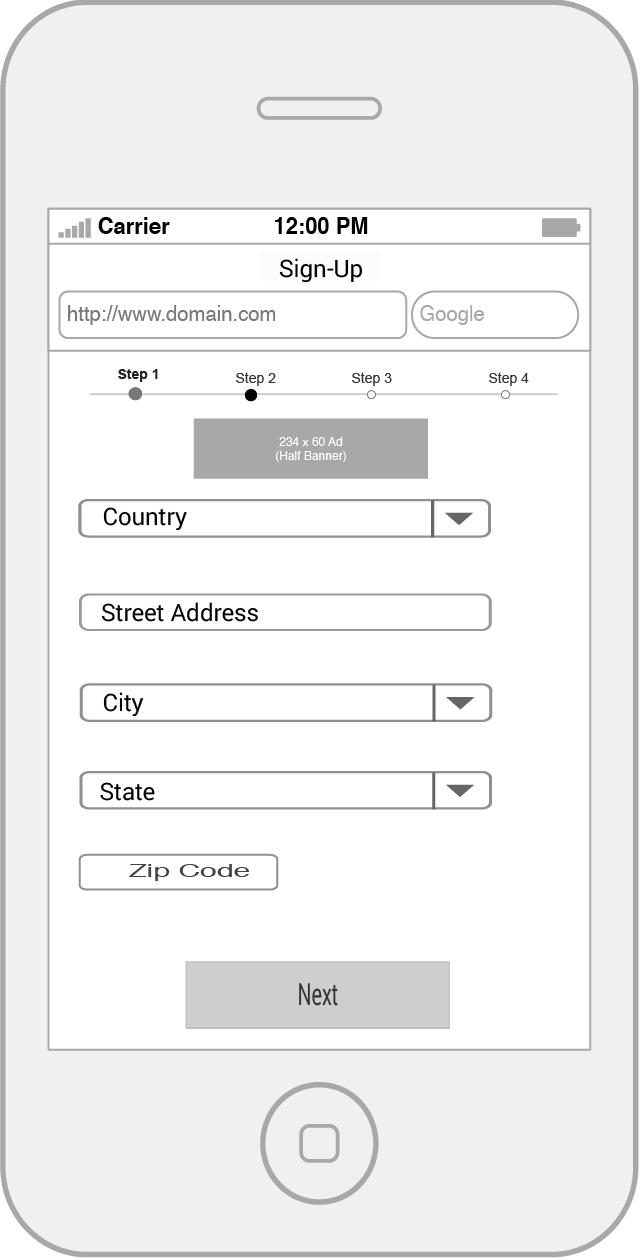 Carrier 12:00 PM
Sign-Up
http://www.domain.com Google
Step 1 Step 2 Step 3 Step 4
234 x 60 Ad
(Half Banner)
Country
Street Address
City
State
Zip Code
Next